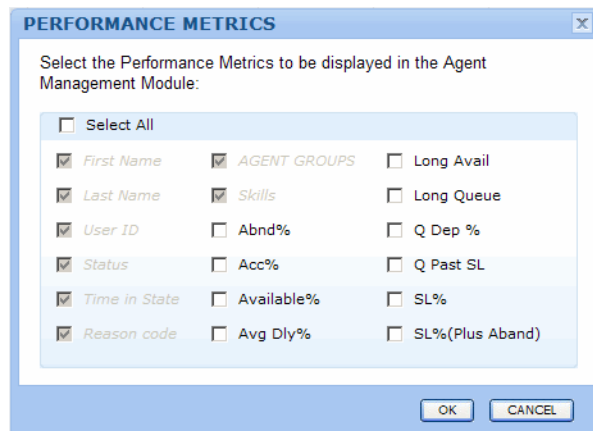 PERFORMANCE METRICS
Select the Performance Metrics to be displayed in the Agent
Management Module:
Select All
First Name AGENT GROUPS Long Avail
Last Name Skills Long Queue
User ID Abnd% Q Dep %
Status Acc% Q Past SL
Time in State Available% SL%
Reason code Avg Dly% SL%(Plus Aband)
OK CANCEL